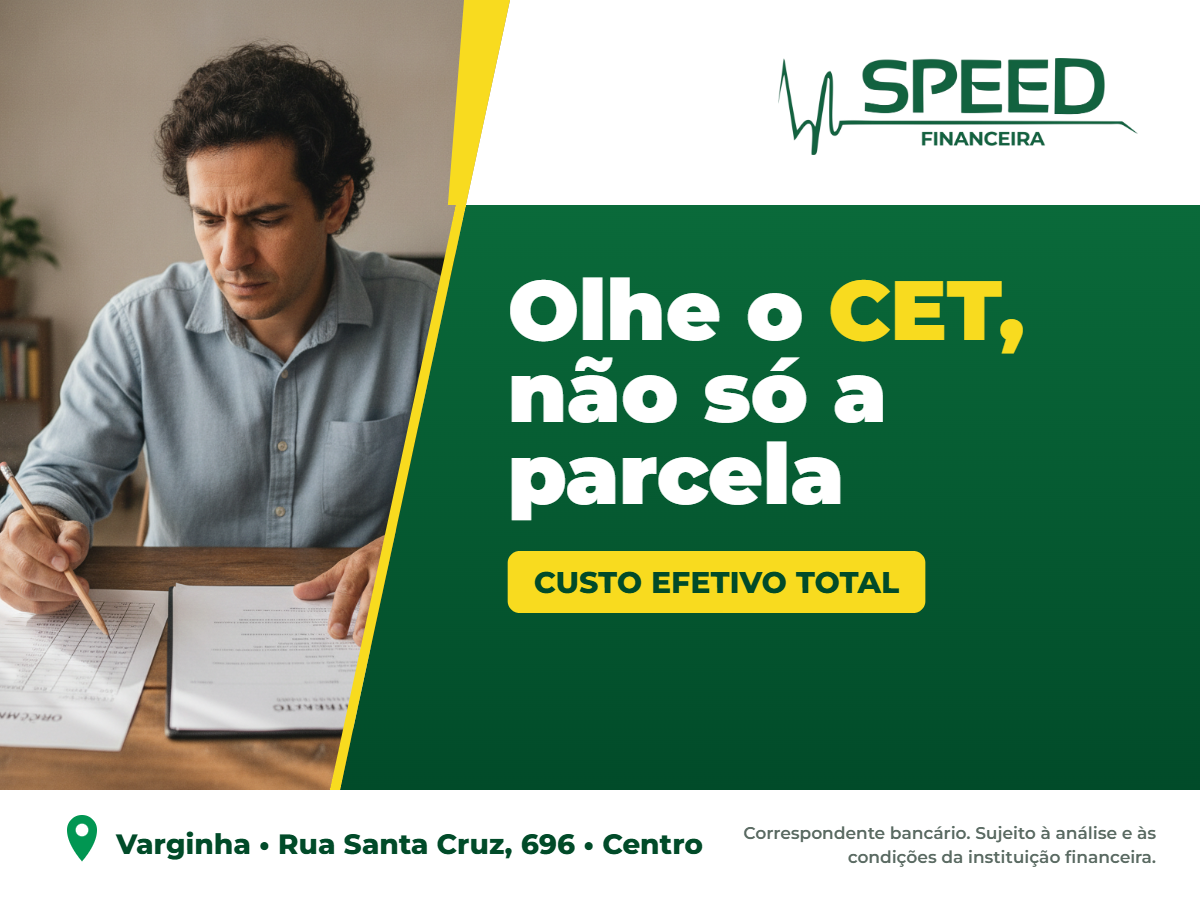 SPEED
FINANCEIRA
Olhe o CET,
não só a
parcela
CUSTO EFETIVO TOTAL
Varginha • Rua Santa Cruz, 696 • Centro
Correspondente bancário. Sujeito à análise e às
condições da instituição financeira.